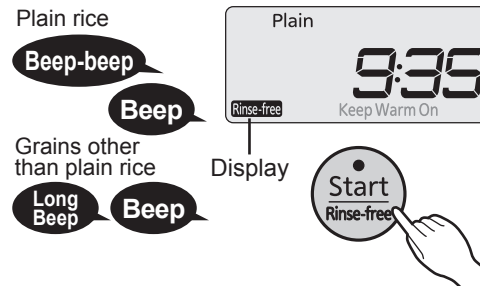 Plain rice
Beep-beep
Beep
Grains other
than plain rice
Long
Beep
Beep
Plain
9:35
Rinse-free
Keep Warm On
Display
Start
Rinse-free